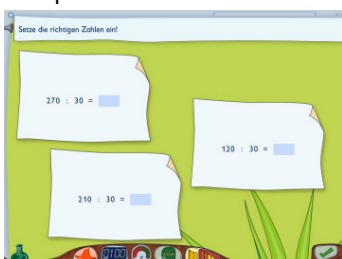 Setze die richtigen Zahlen ein!
270 : 30 =
120 : 30 =
210 : 30 =